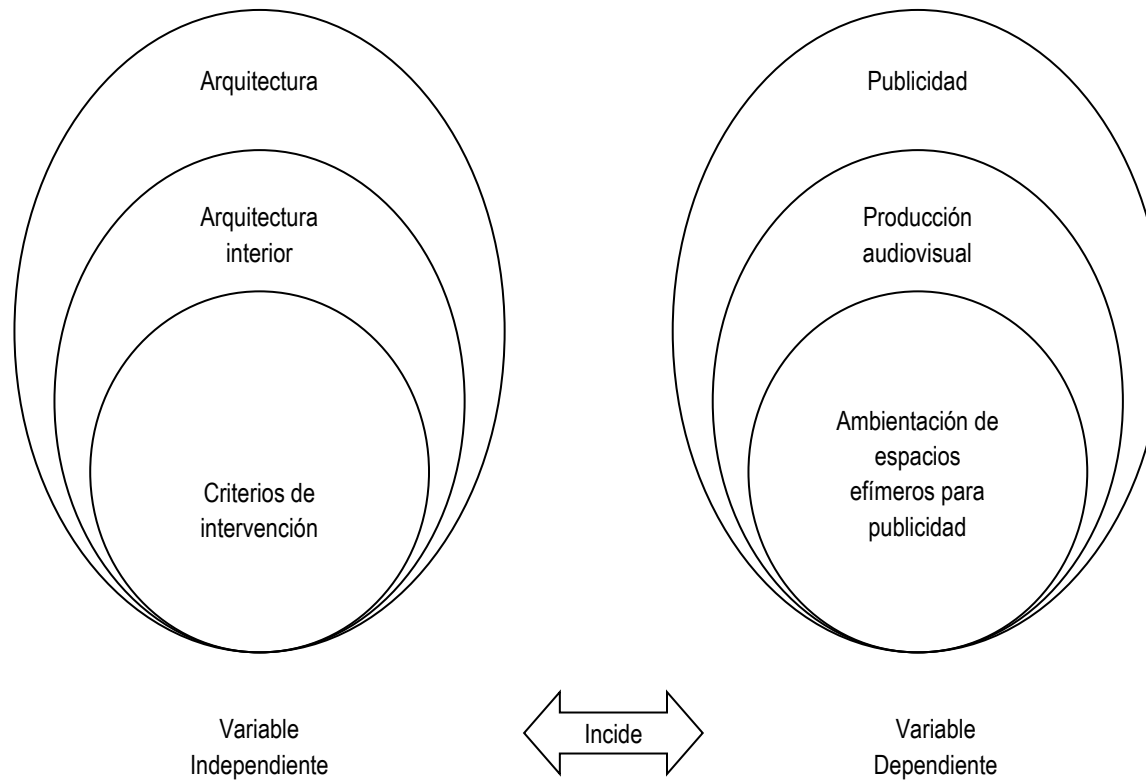 Arquitectura
Arquitectura
interior
Criterios de
intervención
Variable
Independiente
Incide
Publicidad
Producción
audiovisual
Ambientación de
espacios
efímeros para
publicidad
Variable
Dependiente